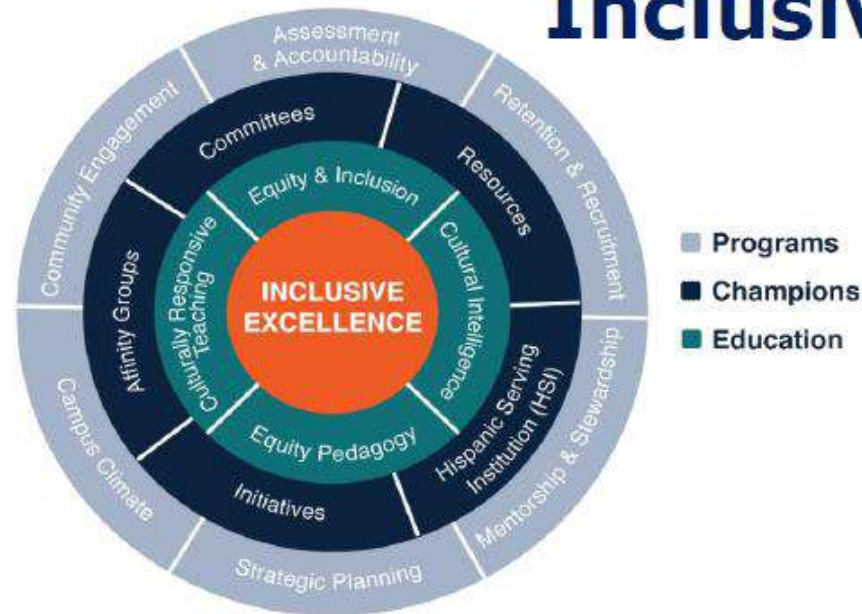 Inclusiv
Assessment
& Accountability
Retention & Recruitment
Mentorship & Stewardship
Strategic Planning
Campus Climate
Community Engagement
Committees
Resources
Hispanic Serving
Institution (HSI)
Initiatives
Affinity Groups
Equity & Inclusion
Cultural Intelligence
Equity Pedagogy
Culturally Responsive
Teaching
INCLUSIVE
EXCELLENCE
Programs
Champions
Education